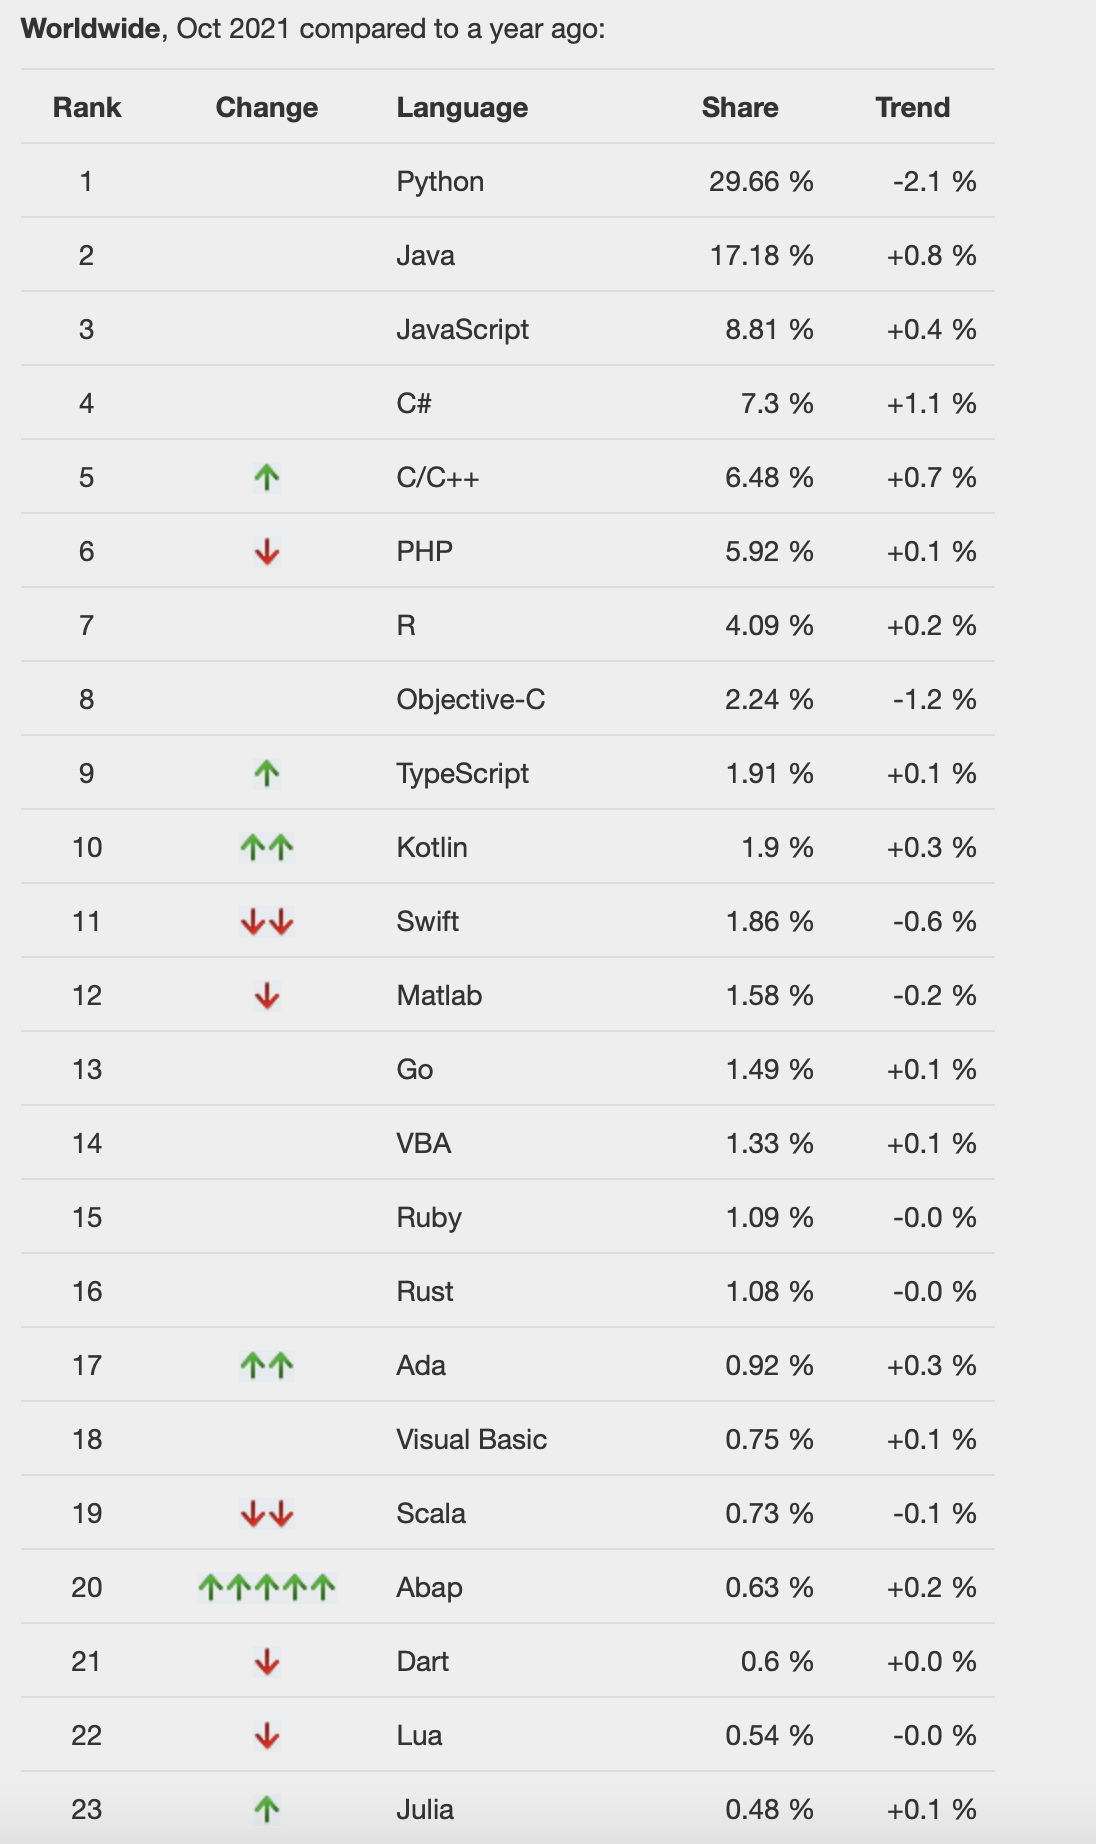 Worldwide, Oct 2021 compared to a year ago:
Rank Change Language Share Trend
1 Python 29.66 % -2.1 %
2 Java 17.18 % +0.8 %
3 JavaScript 8.81 % +0.4 %
4 C# 7.3 % +1.1 %
5 ↑ C/C++ 6.48 % +0.7 %
6 ↓ PHP 5.92 % +0.1 %
7 R 4.09 % +0.2 %
8 Objective-C 2.24 % -1.2 %
9 ↑ TypeScript 1.91 % +0.1 %
10 ↑↑ Kotlin 1.9 % +0.3 %
11 ↓↓ Swift 1.86 % -0.6 %
12 ↓ Matlab 1.58 % -0.2 %
13 Go 1.49 % +0.1 %
14 VBA 1.33 % +0.1 %
15 Ruby 1.09 % -0.0 %
16 Rust 1.08 % -0.0 %
17 ↑↑ Ada 0.92 % +0.3 %
18 Visual Basic 0.75 % +0.1 %
19 ↓↓ Scala 0.73 % -0.1 %
20 ↑↑↑↑↑ Abap 0.63 % +0.2 %
21 ↓ Dart 0.6 % +0.0 %
22 ↓ Lua 0.54 % -0.0 %
23 ↑ Julia 0.48 % +0.1 %